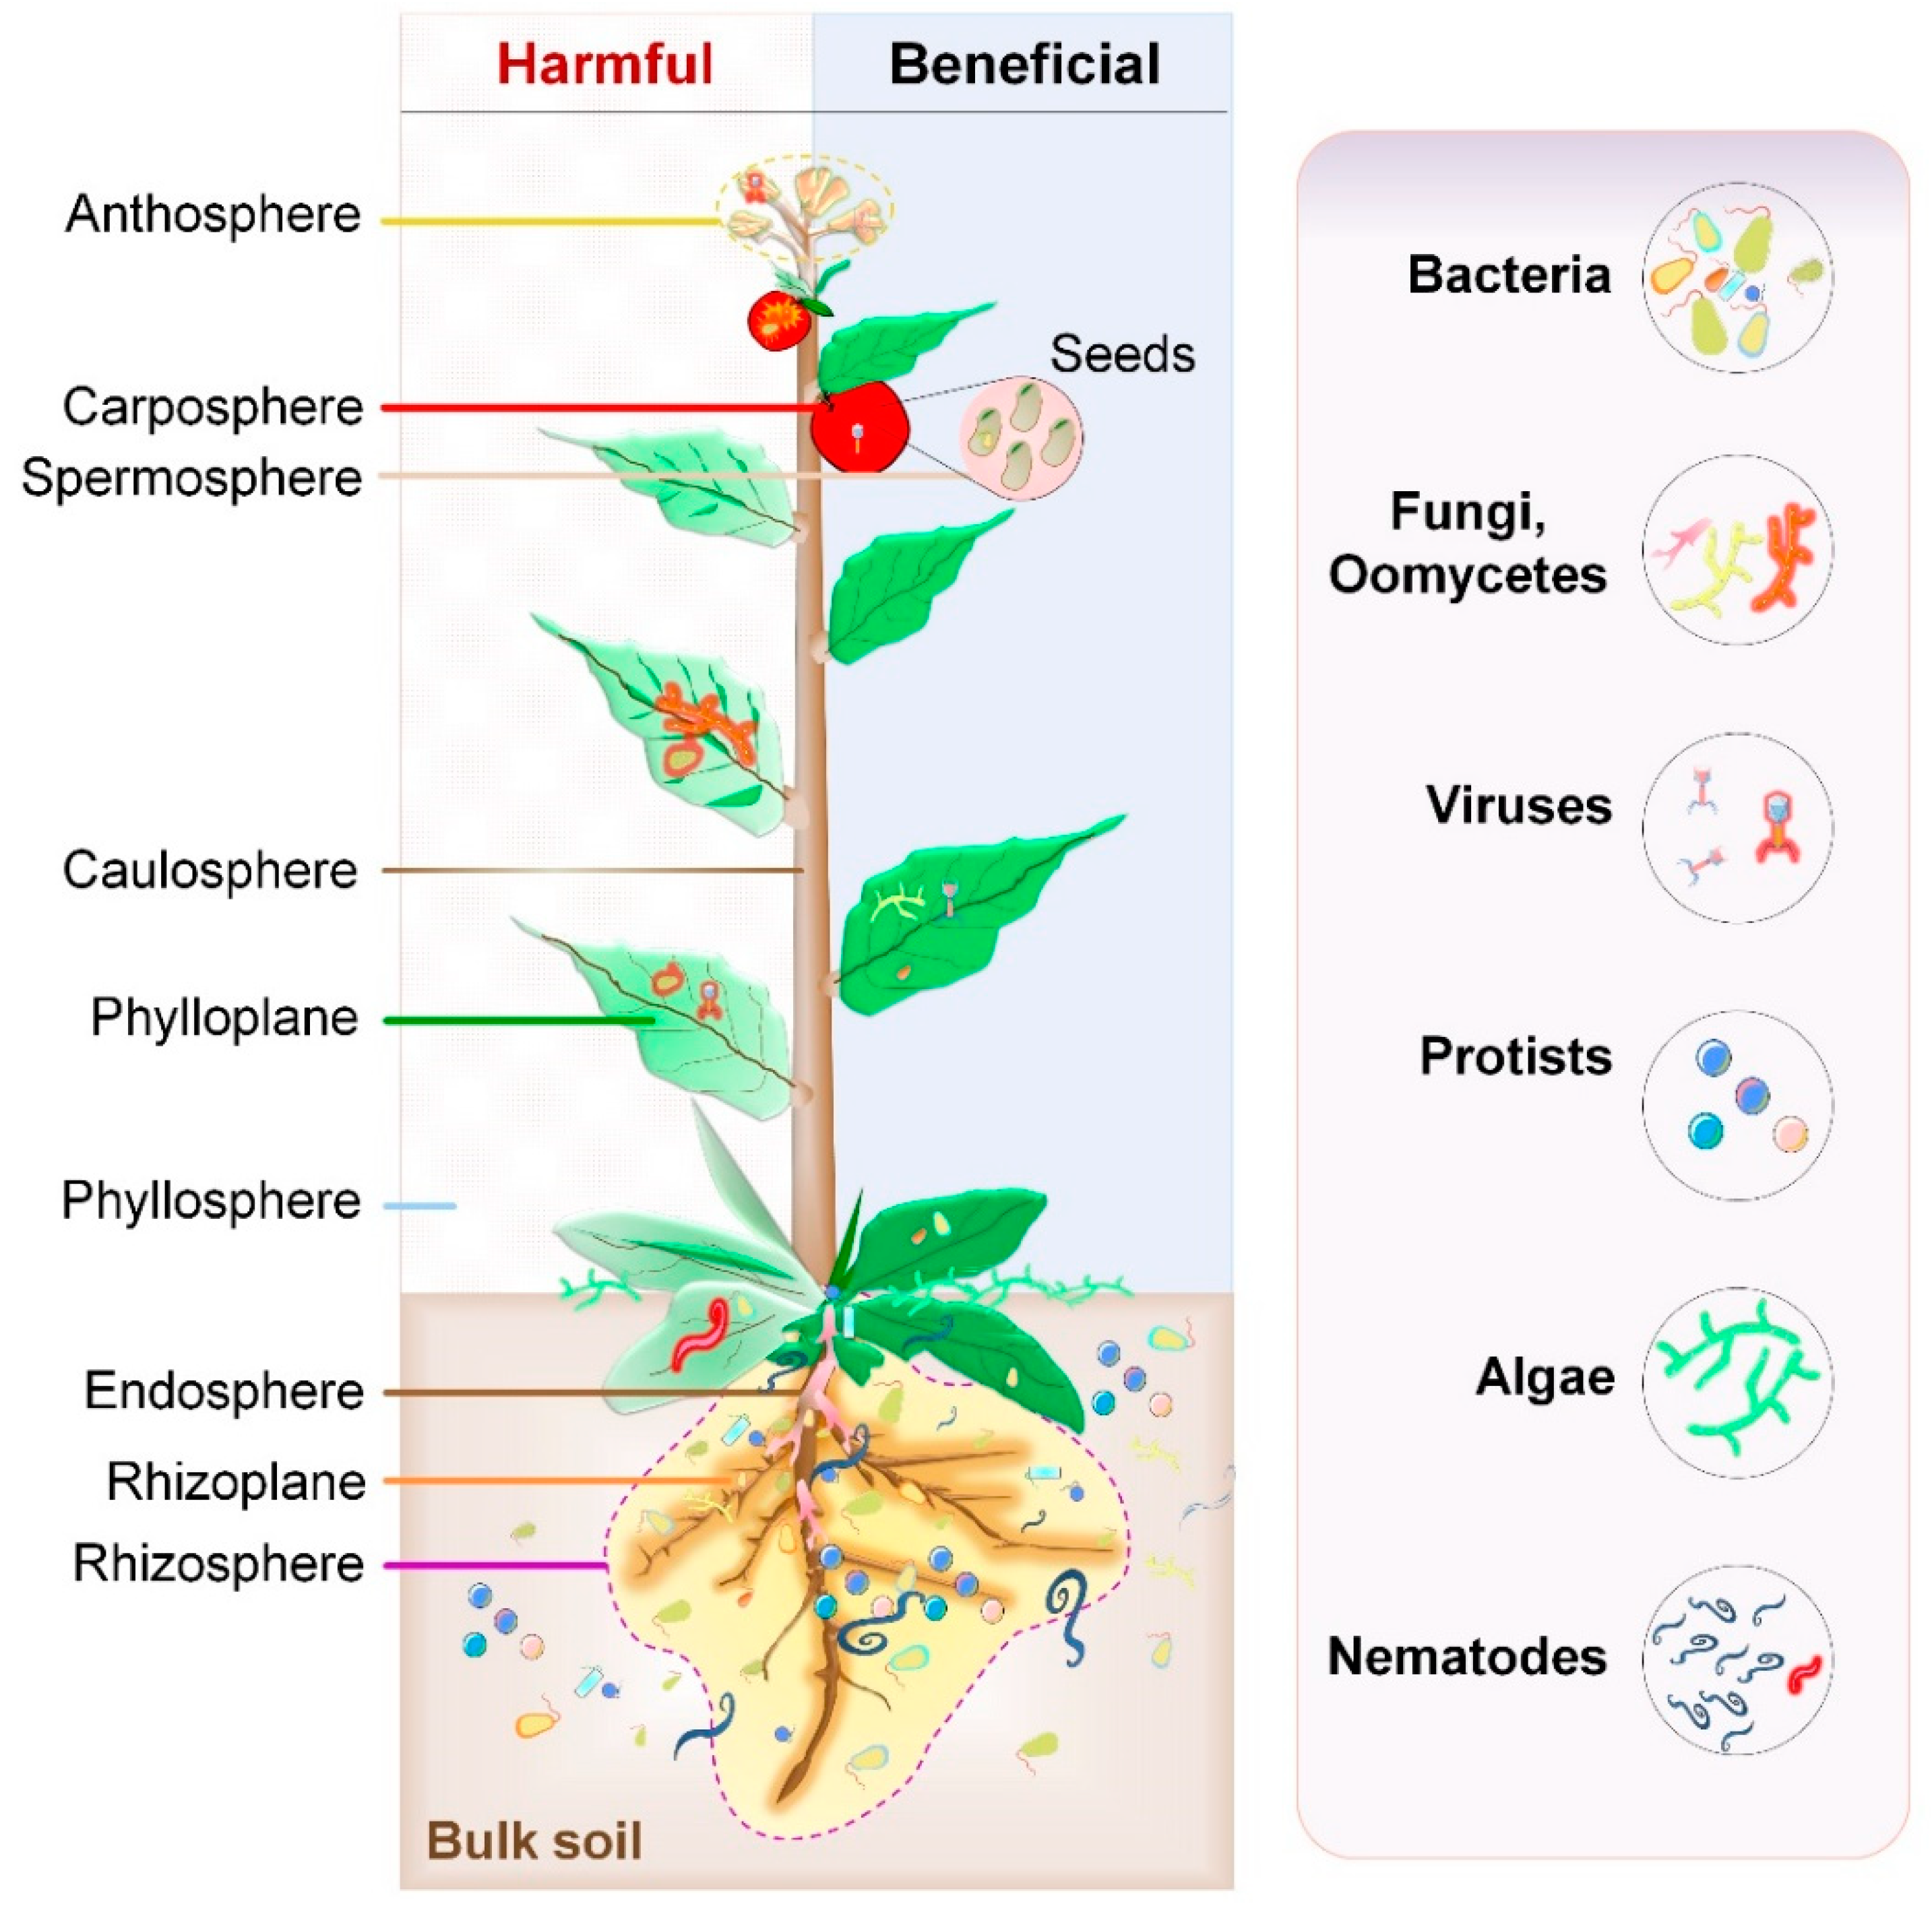 Harmful
Beneficial
Anthosphere
Seeds
Carposphere
Spermosphere
Caulosphere
Phylloplane
Phyllosphere
Endosphere
Rhizoplane
Rhizosphere
Bulk soil
Bacteria
Fungi,
Oomycetes
Viruses
Protists
Algae
Nematodes